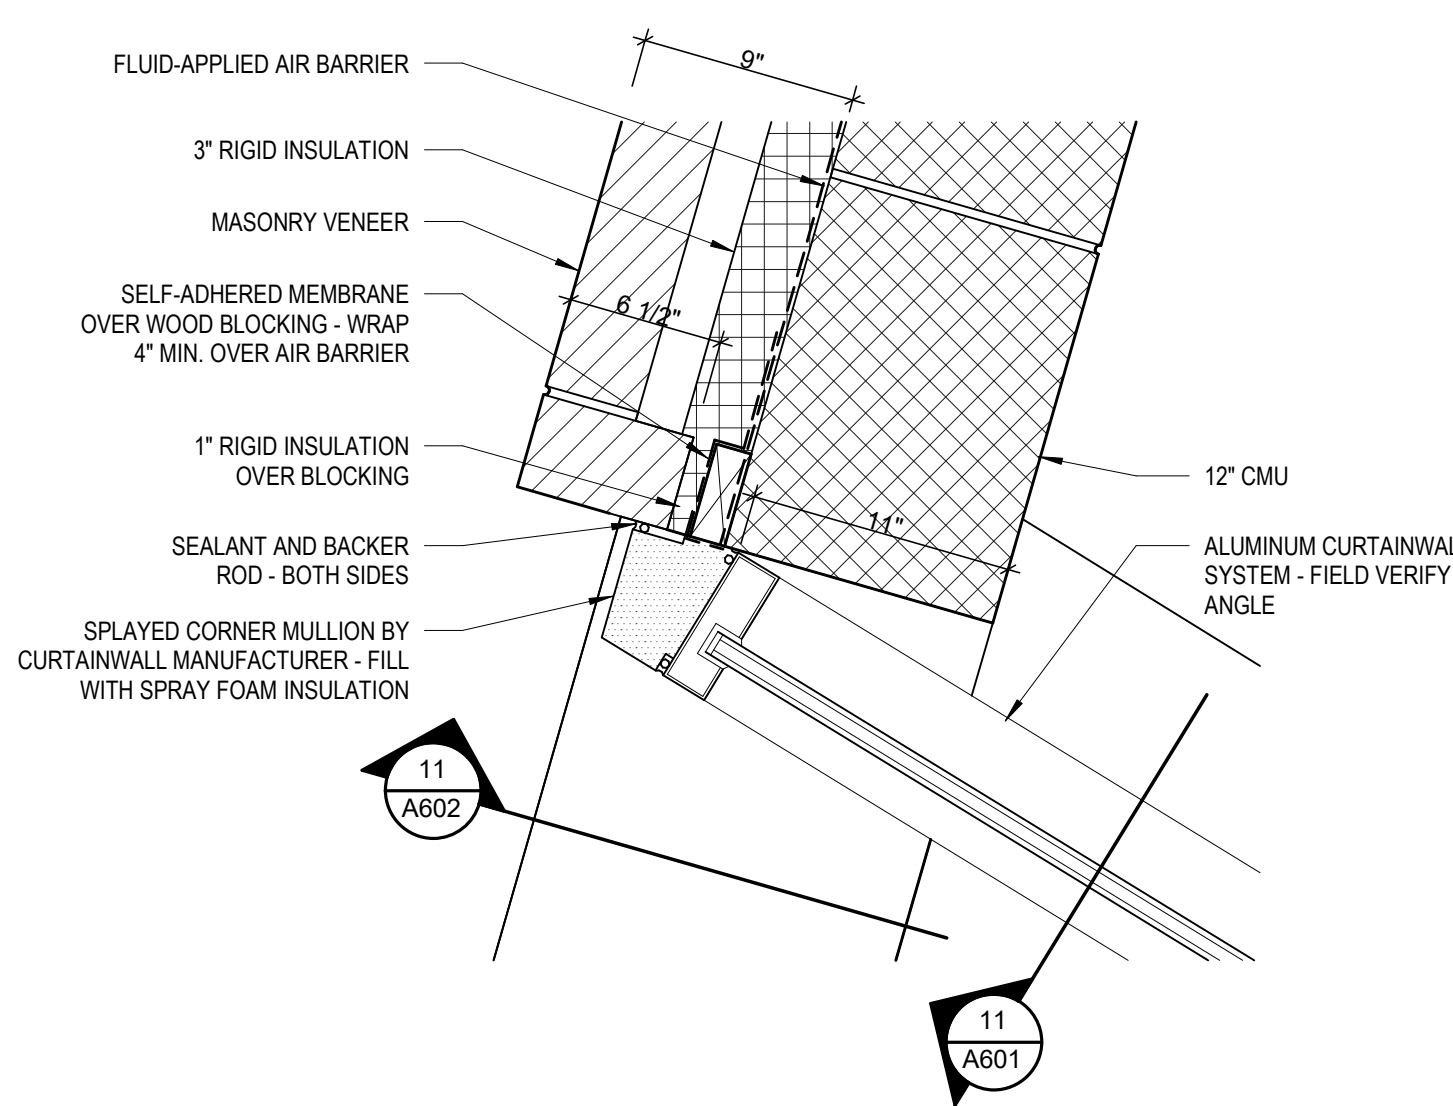 9"
FLUID-APPLIED AIR BARRIER
3" RIGID INSULATION
MASONRY VENEER
SELF-ADHERED MEMBRANE
OVER WOOD BLOCKING - WRAP
4" MIN. OVER AIR BARRIER
6 1/2"
1" RIGID INSULATION
OVER BLOCKING
12" CMU
11"
SEALANT AND BACKER
ROD - BOTH SIDES
ALUMINUM CURTAINWAL
SYSTEM - FIELD VERIFY
ANGLE
SPLAYED CORNER MULLION BY
CURTAINWALL MANUFACTURER - FILL
WITH SPRAY FOAM INSULATION
11
A602
11
A601